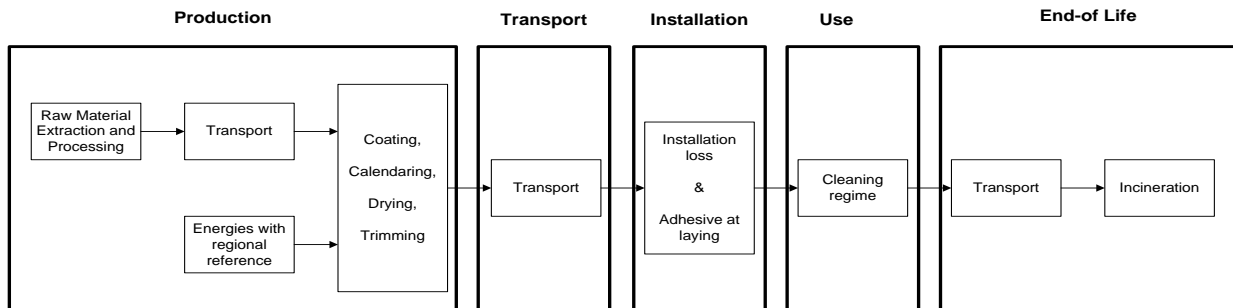 Production
Transport
Installation
Use
End-of Life
Raw Material
Extraction and
Processing
Transport
Energies with
regional
reference
Coating,
Calendaring,
Drying,
Trimming
Transport
Installation
loss
&
Adhesive at
laying
Cleaning
regime
Transport
Incineration